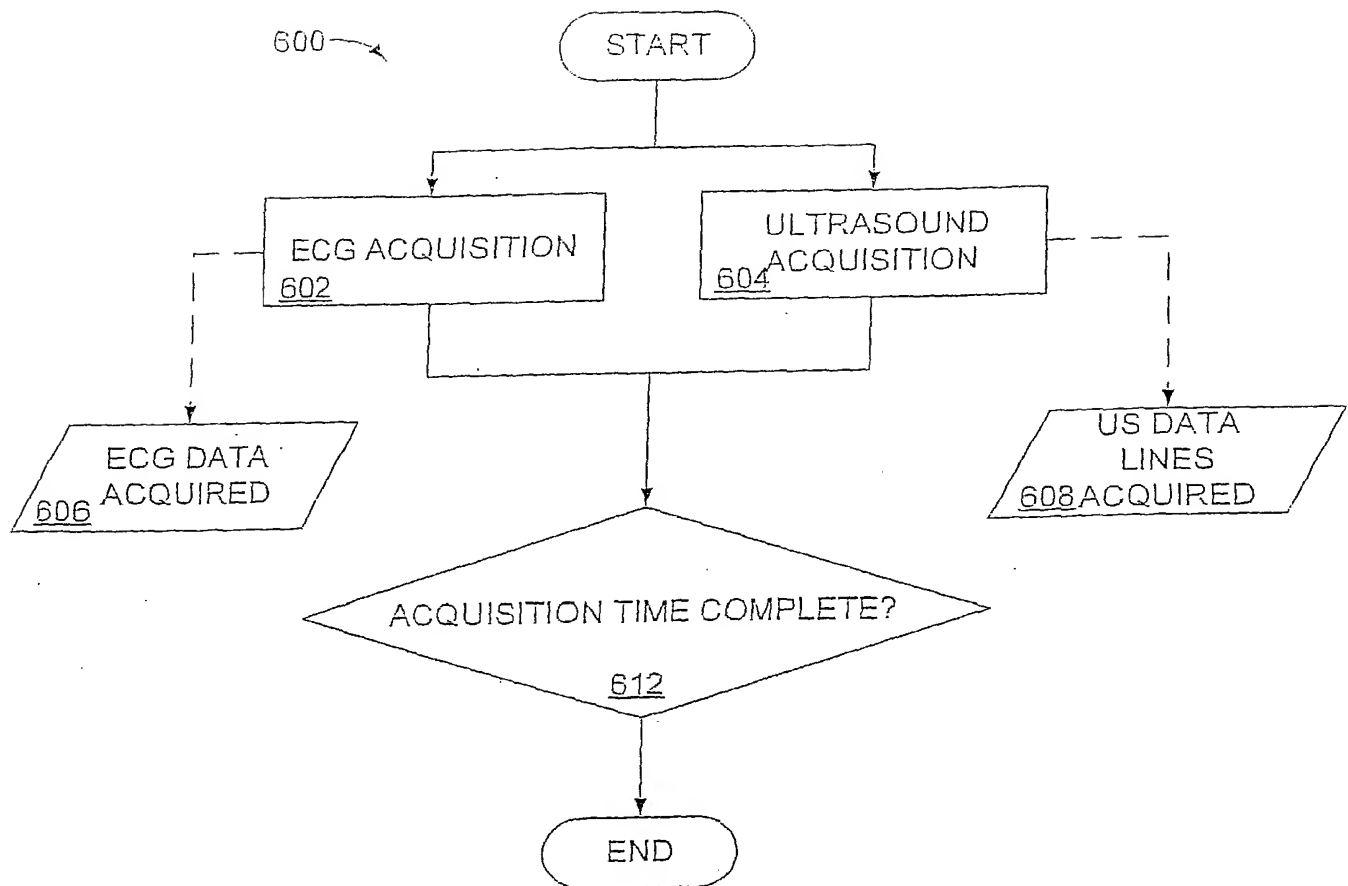 600
START
ECG ACQUISITION
602
ULTRASOUND
ACQUISITION
604
ECG DATA
ACQUIRED
606
US DATA
LINES
608 ACQUIRED
ACQUISITION TIME COMPLETE?
612
END